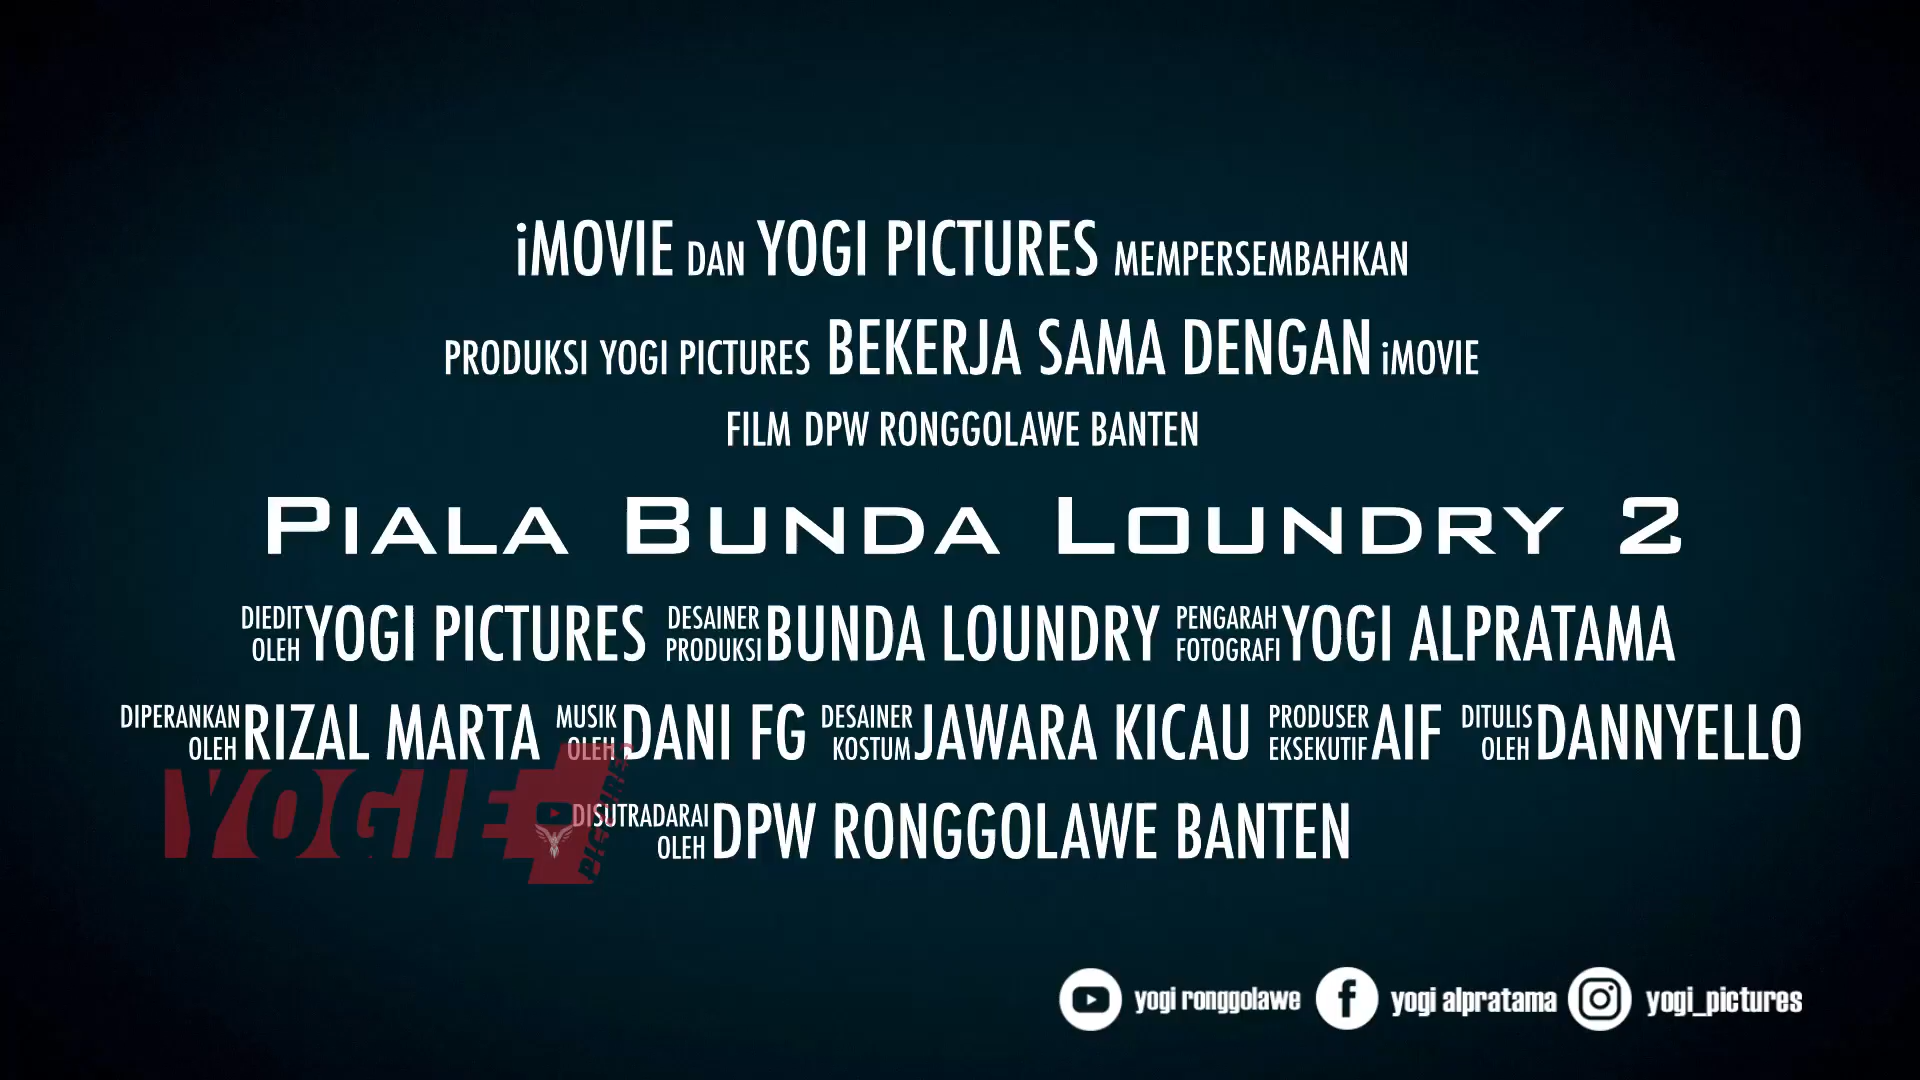 iMOVIE DAN YOGI PICTURES MEMPERSEMBAHKAN
PRODUKSI YOGI PICTURES BEKERJA SAMA DENGAN iMOVIE
FILM DPW RONGGOLAWE BANTEN
PIALA BUNDA LOUNDRY 2
DIEDIT OLEH YOGI PICTURES DESAINER PRODUKSI BUNDA LOUNDRY PENGARAH FOTOGRAFI YOGI ALPRATAMA
DIPERANKAN OLEH RIZAL MARTA MUSIK OLEH DANI FG DESAINER KOSTUM JAWARA KICAU PRODUSER EKSEKUTIF AIF DITULIS OLEH DANNYELLO
YOGIE PICTURES
DISUTRADARAI OLEH DPW RONGGOLAWE BANTEN
yogi ronggolawe yogi alpratama yogi_pictures